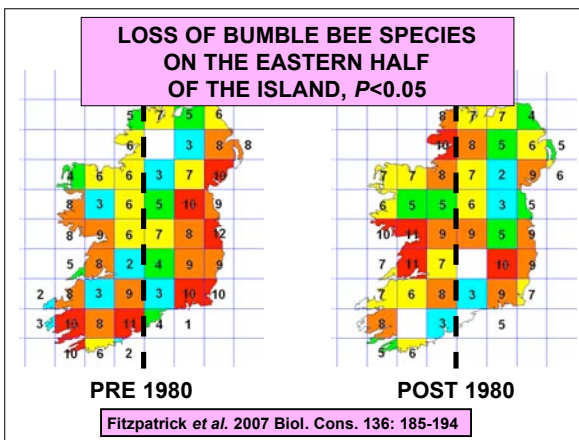 LOSS OF BUMBLE BEE SPECIES
ON THE EASTERN HALF
OF THE ISLAND, P<0.05
5 7 5 6
6 3 8 8
4 6 6 3 7 10
8 3 6 5 10 9
8 9 6 7 8 12
5 8 2 4 9 9
2 8 3 9 3 10 10
3 10 8 11 4 1
10 6 2
PRE 1980
8 7 7 4
10 8 5 6 5
7 7 8 7 2 9 6
8 5 5 6 3 5
10 11 9 9 5 9
7 11 7 10 9
7 6 8 3 9 7
8 3 5
5 6
POST 1980
Fitzpatrick et al. 2007 Biol. Cons. 136: 185-194